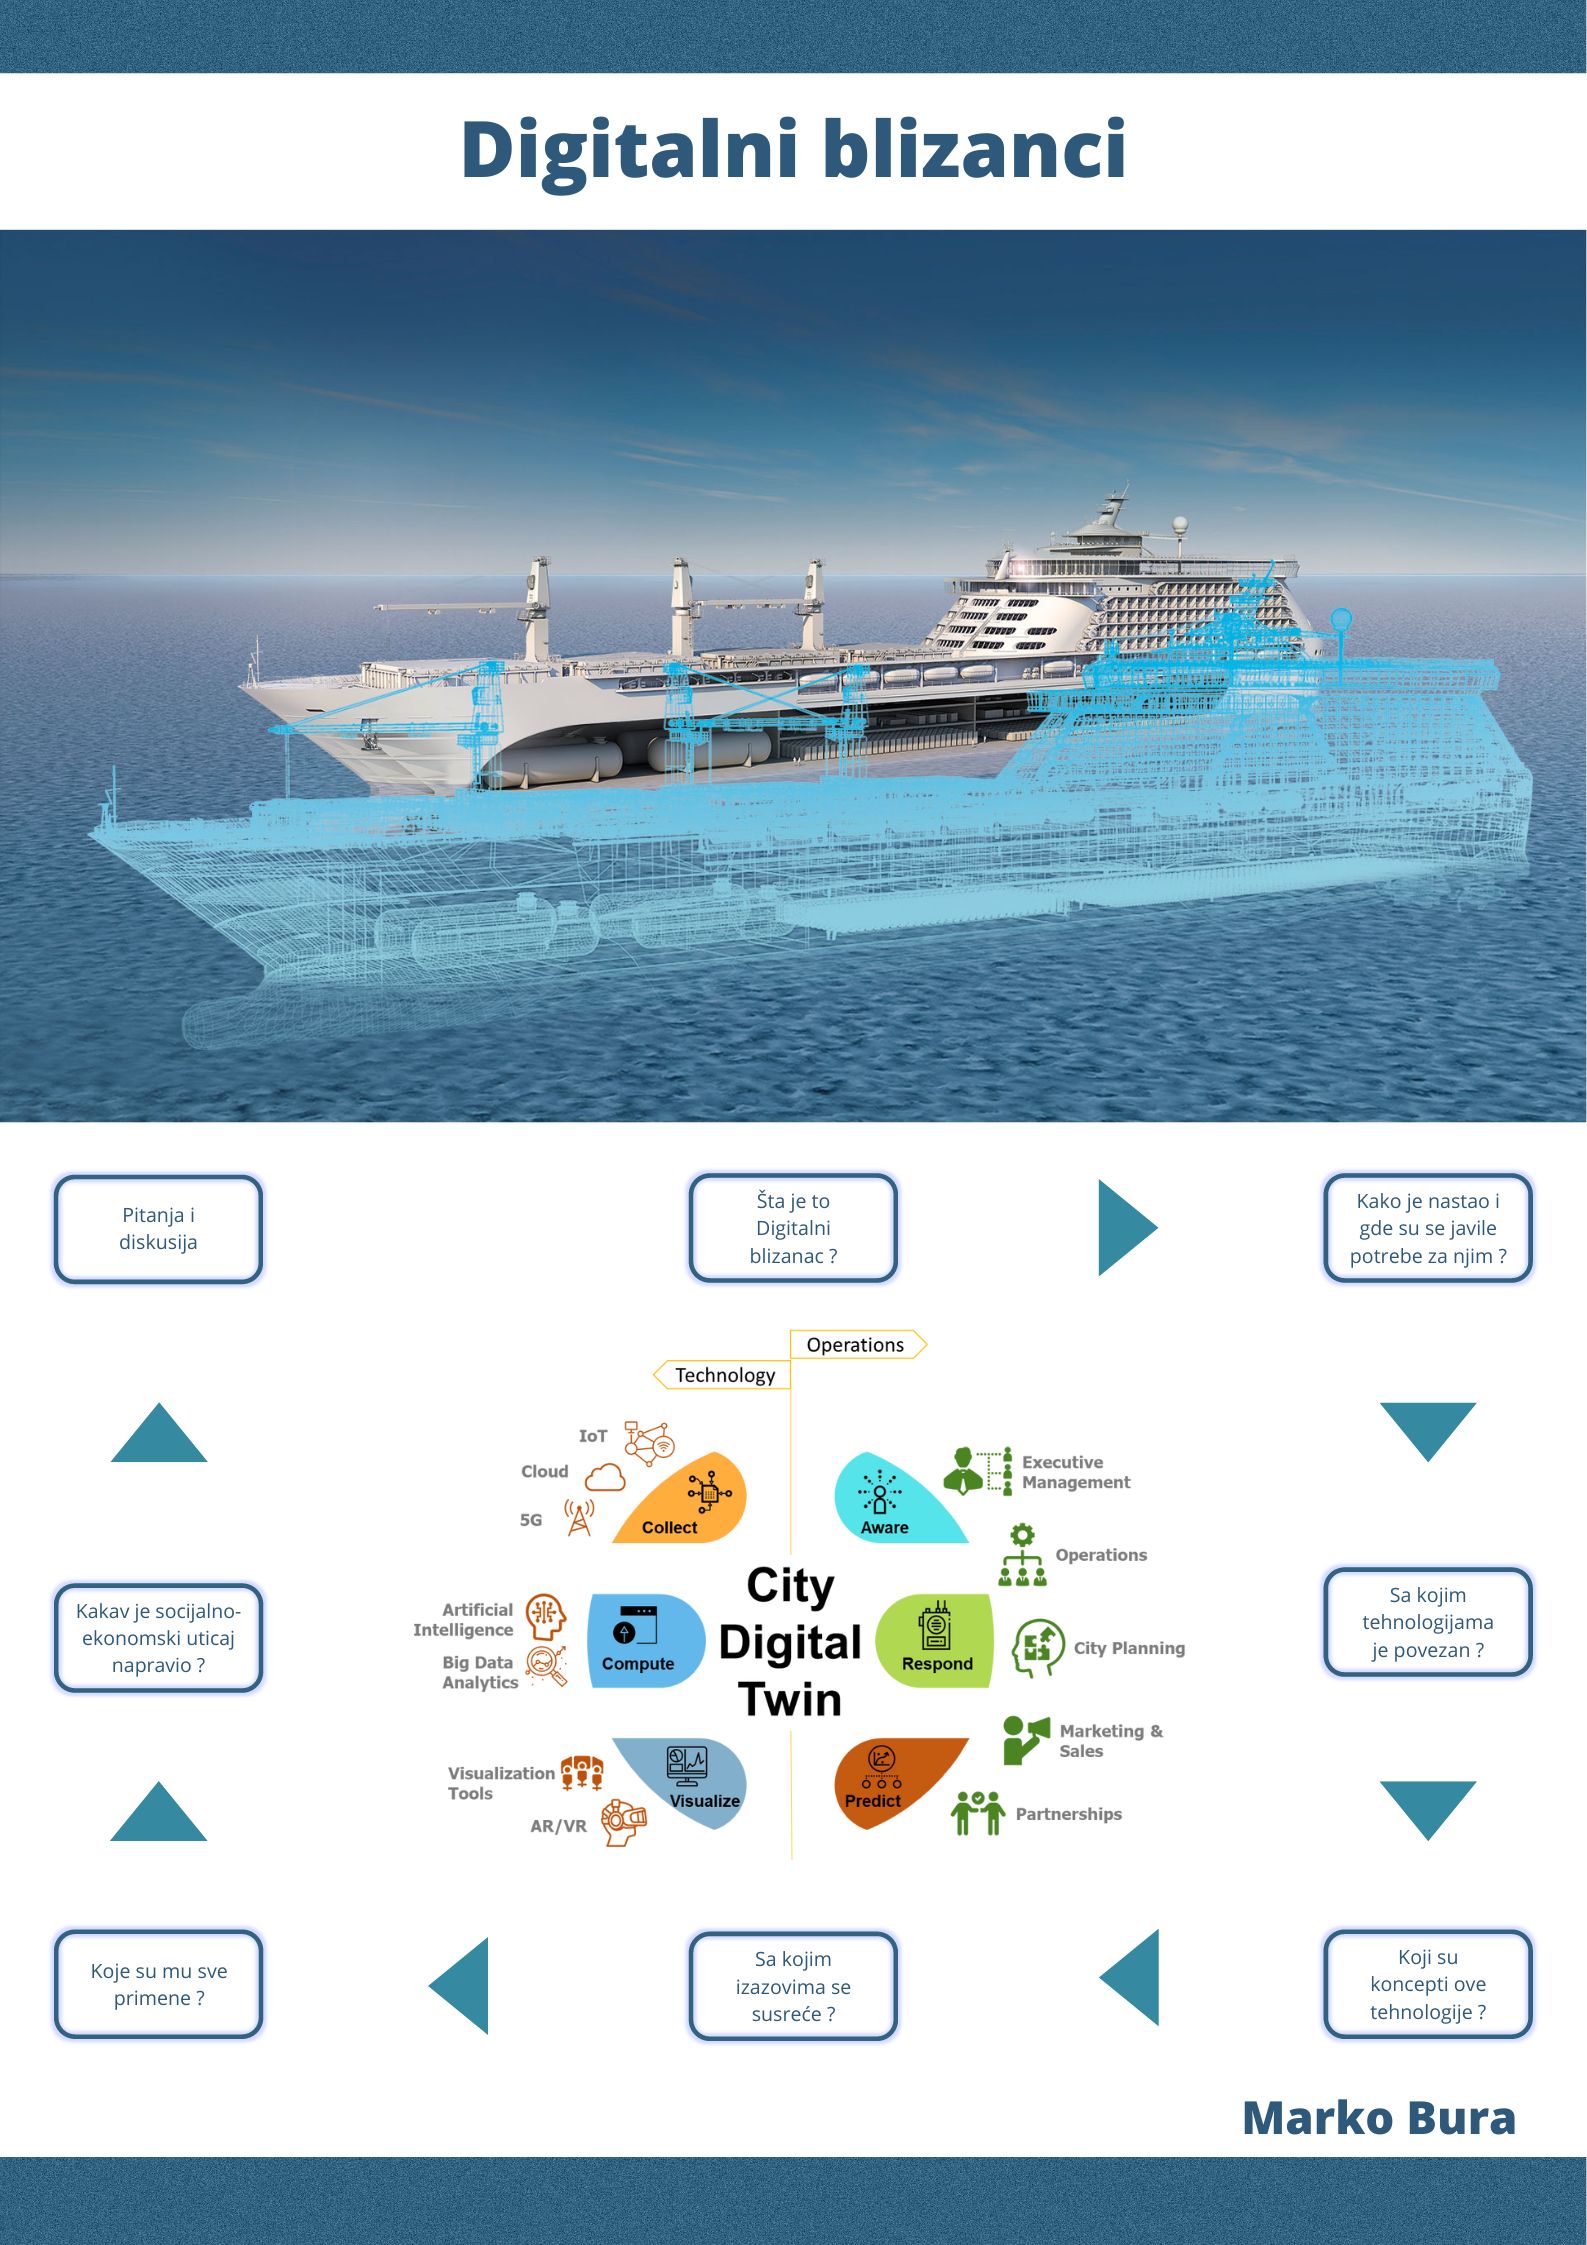 Digitalni blizanci
Pitanja i
diskusija
Šta je to
Digitalni
blizanac ?
Kako je nastao i
gde su se javile
potrebe za njim ?
Operations
Technology
IoT
Cloud
5G
Collect
Aware
Executive
Management
Operations
Kakav je socijalno-
ekonomski uticaj
napravio ?
Artificial
Intelligence
Big Data
Analytics
Compute
City
Digital
Twin
Respond
City Planning
Sa kojim
tehnologijama
je povezan ?
Visualization
Tools
AR/VR
Visualize
Predict
Marketing &
Sales
Partnerships
Koje su mu sve
primene ?
Sa kojim
izazovima se
susreće ?
Koji su
koncepti ove
tehnologije ?
Marko Bura